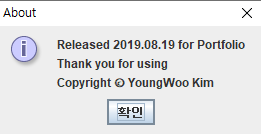 About
Released 2019.08.19 for Portfolio
Thank you for using
Copyright © YoungWoo Kim
확인